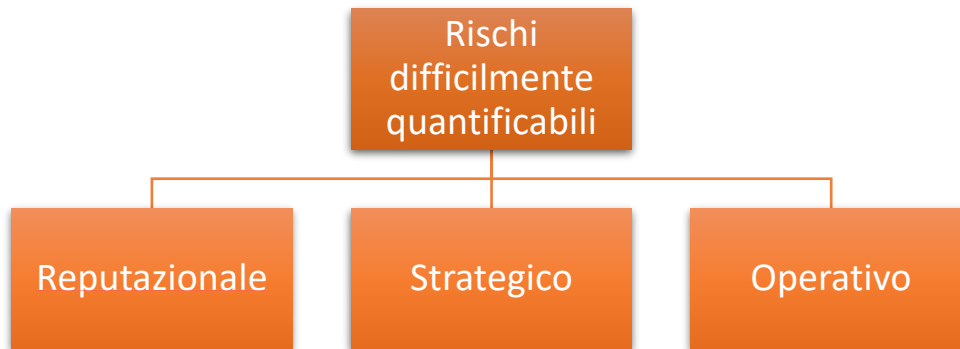 Rischi
difficilmente
quantificabili
Reputazionale
Strategico
Operativo